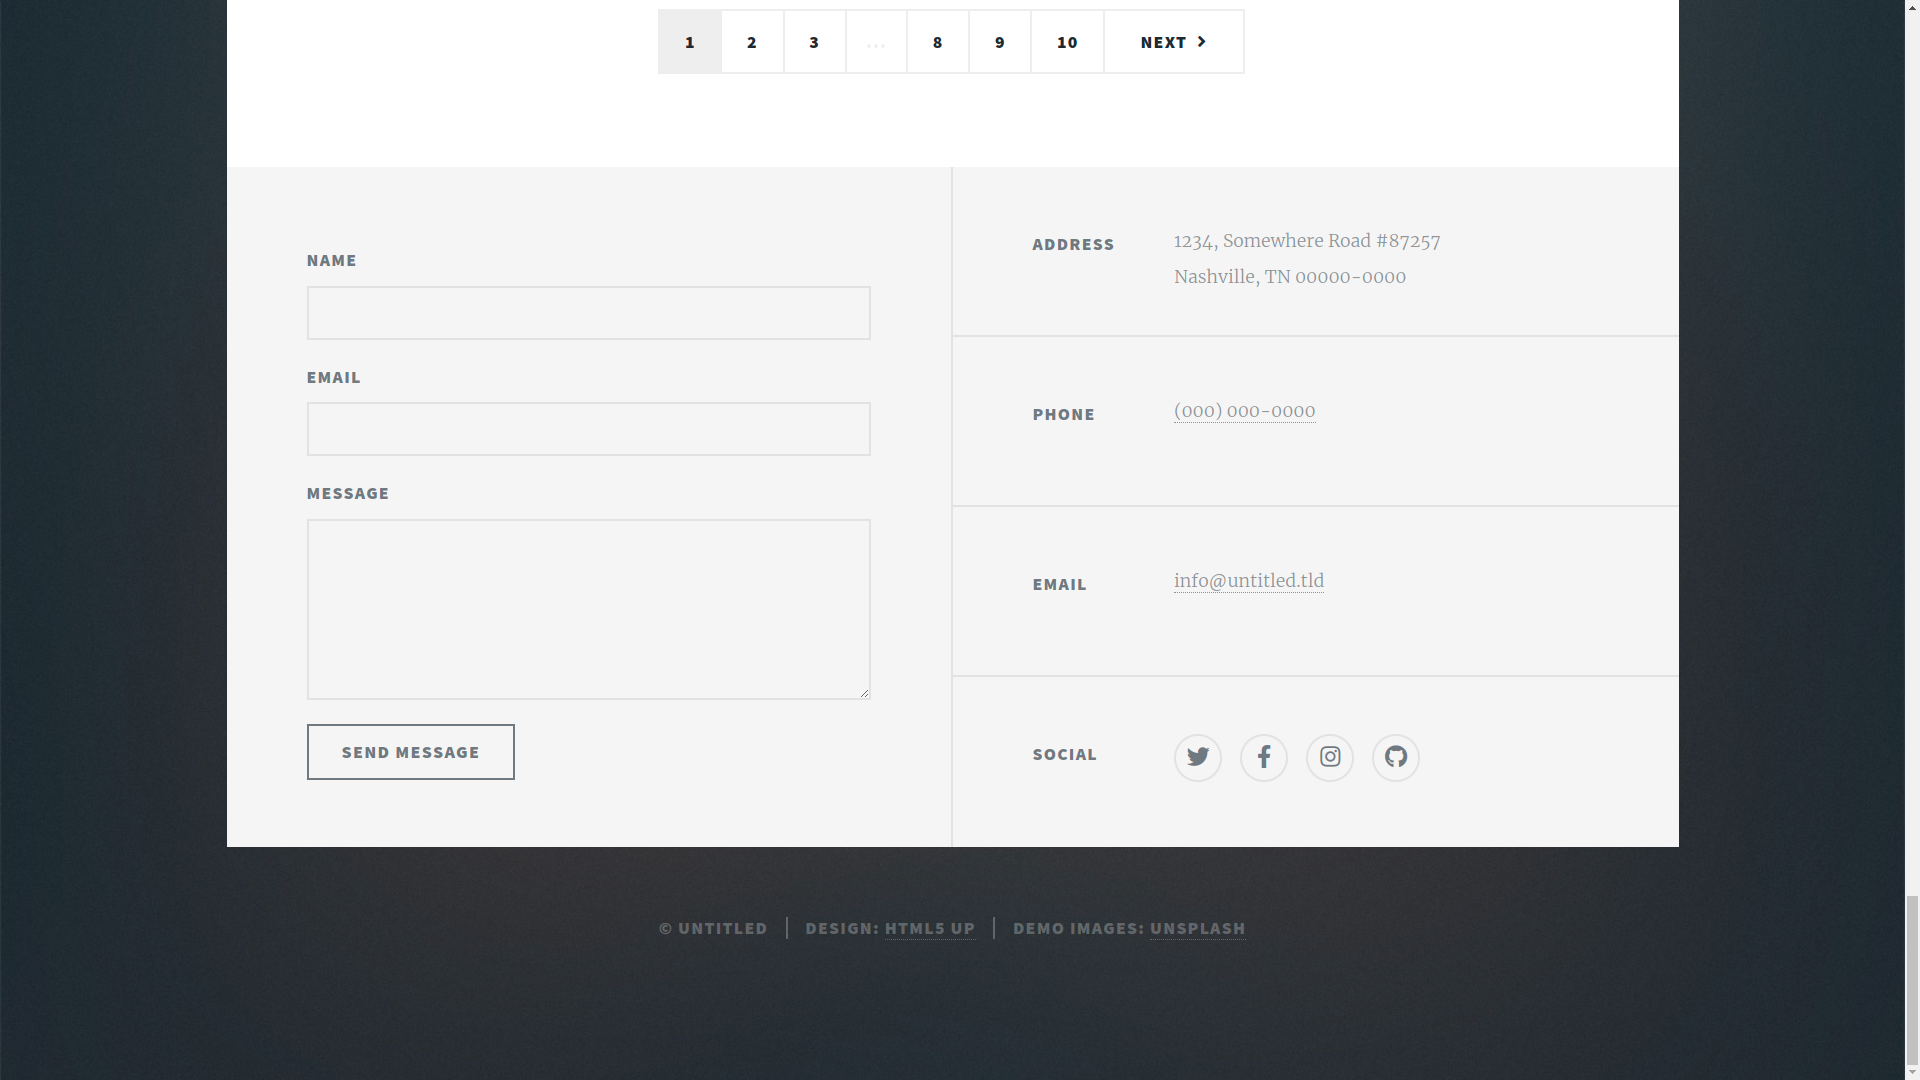 1 2 3 ... 8 9 10 NEXT
NAME
EMAIL
MESSAGE
SEND MESSAGE
ADDRESS
1234, Somewhere Road #87257
Nashville, TN 00000-0000
PHONE
(000) 000-0000
EMAIL
info@untitled.tld
SOCIAL
© UNTITLED DESIGN: HTML5 UP DEMO IMAGES: UNSPLASH